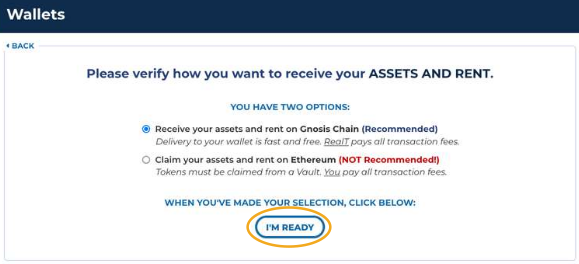 Wallets
BACK
Please verify how you want to receive your ASSETS AND RENT.
YOU HAVE TWO OPTIONS:
Receive your assets and rent on Gnosis Chain (Recommended)
Delivery to your wallet is fast and free. RealT pays all transaction fees.
Claim your assets and rent on Ethereum (NOT Recommended!)
Tokens must be claimed from a Vault. You pay all transaction fees.
WHEN YOU'VE MADE YOUR SELECTION, CLICK BELOW:
I'M READY